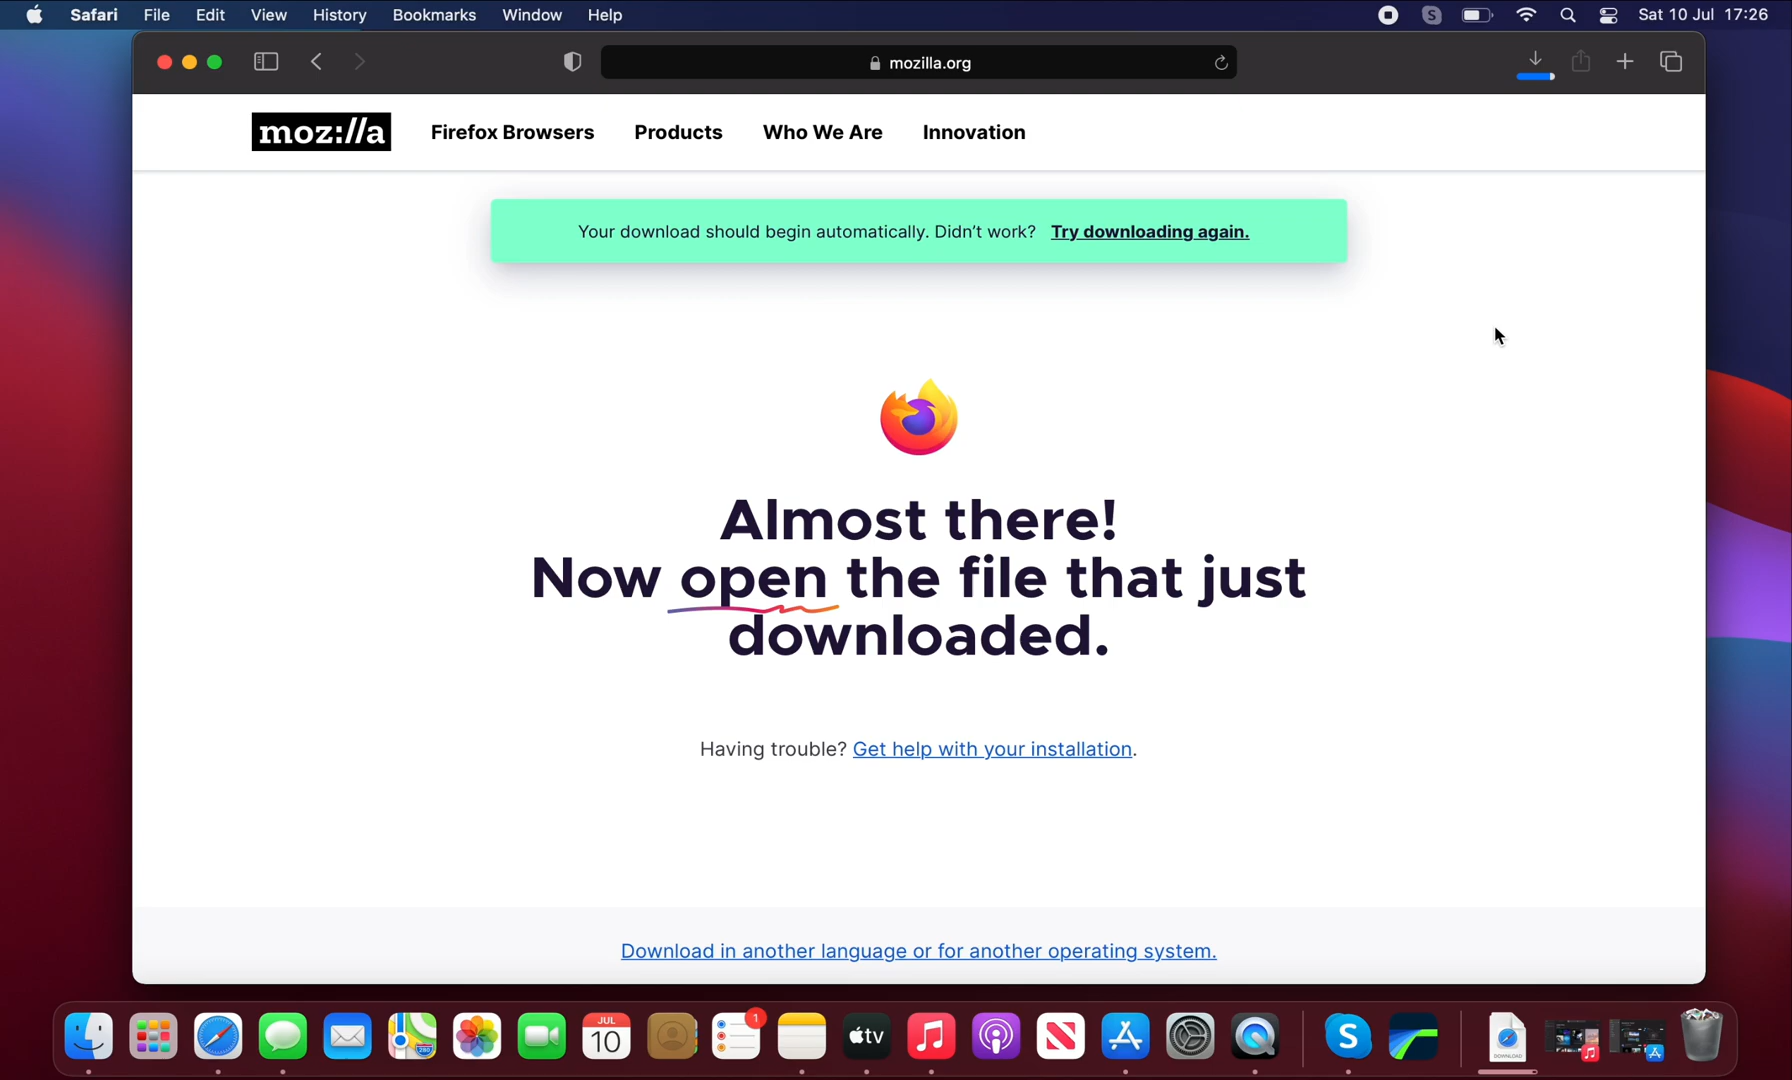 Safari File Edit View History Bookmarks Window Help Sat 10 Jul 17:26
mozilla.org
moz://a Firefox Browsers Products Who We Are Innovation
Your download should begin automatically. Didn't work? Try downloading again.
Almost there!
Now open the file that just
downloaded.
Having trouble? Get help with your installation.
Download in another language or for another operating system.
JUL
10
1
tv
DOWNLOAD